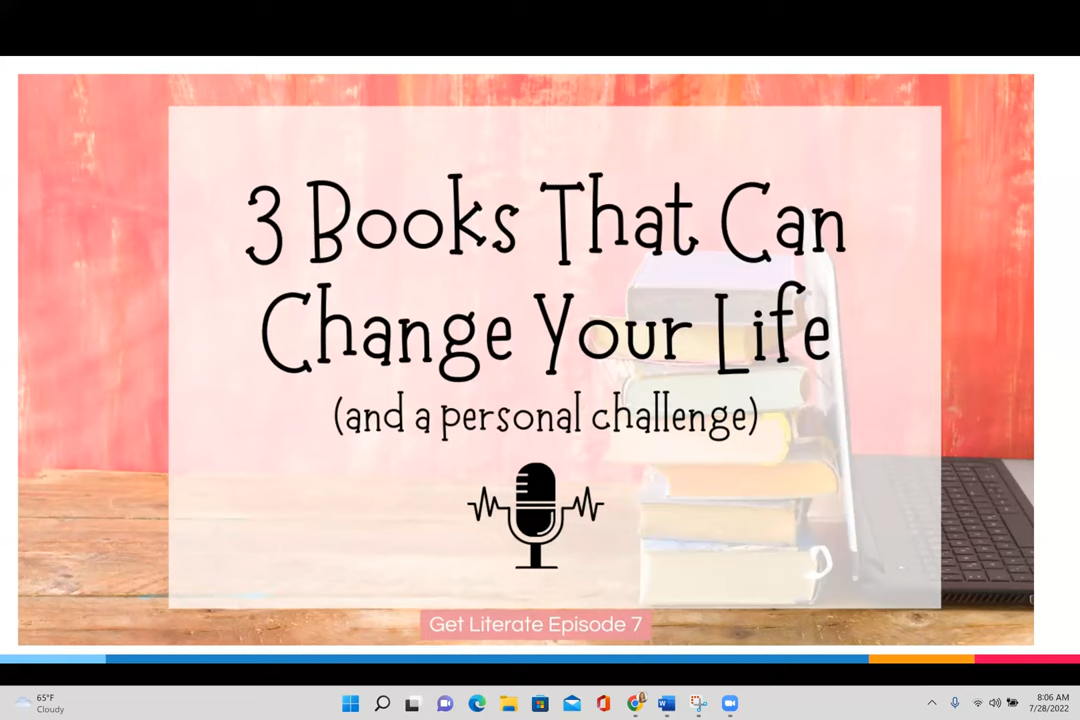 3 Books That Can
Change Your Life
(and a personal challenge)
Get Literate Episode 7
65°F
Cloudy
8:06 AM
7/28/2022